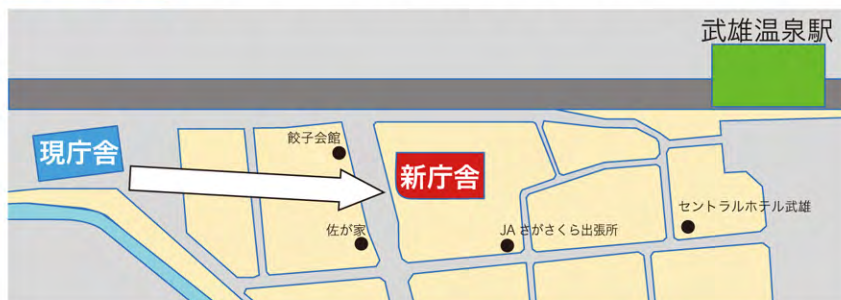 武雄温泉駅
餃子会館
現庁舎
新庁舎
セントラルホテル武雄
佐が家
JA さがさくら出張所